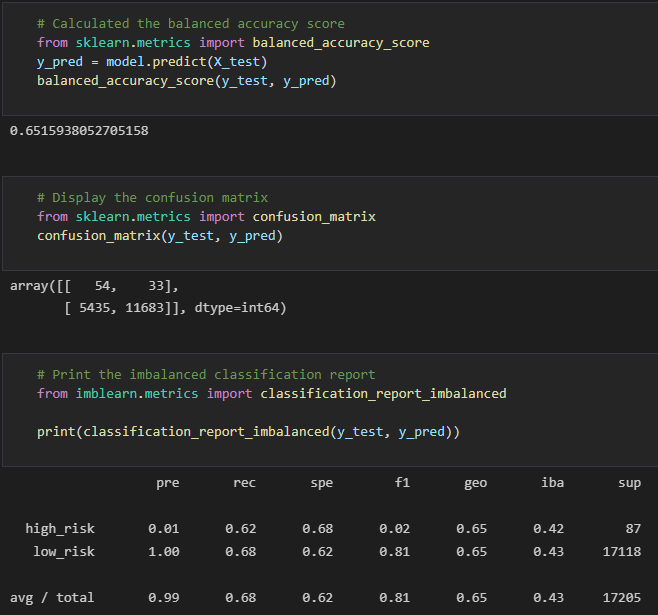 # Calculated the balanced accuracy score
from sklearn.metrics import balanced_accuracy_score
y_pred = model.predict(X_test)
balanced_accuracy_score(y_test, y_pred)
0.6515938052705158
# Display the confusion matrix
from sklearn.metrics import confusion_matrix
confusion_matrix(y_test, y_pred)
array([[   54,    33],
       [ 5435, 11683]], dtype=int64)
# Print the imbalanced classification report
from imblearn.metrics import classification_report_imbalanced
print(classification_report_imbalanced(y_test, y_pred))
                   pre       rec       spe        f1       geo       iba       sup
  high_risk       0.01      0.62      0.68      0.02      0.65      0.42        87
   low_risk       1.00      0.68      0.62      0.81      0.65      0.43     17118
avg / total       0.99      0.68      0.62      0.81      0.65      0.43     17205